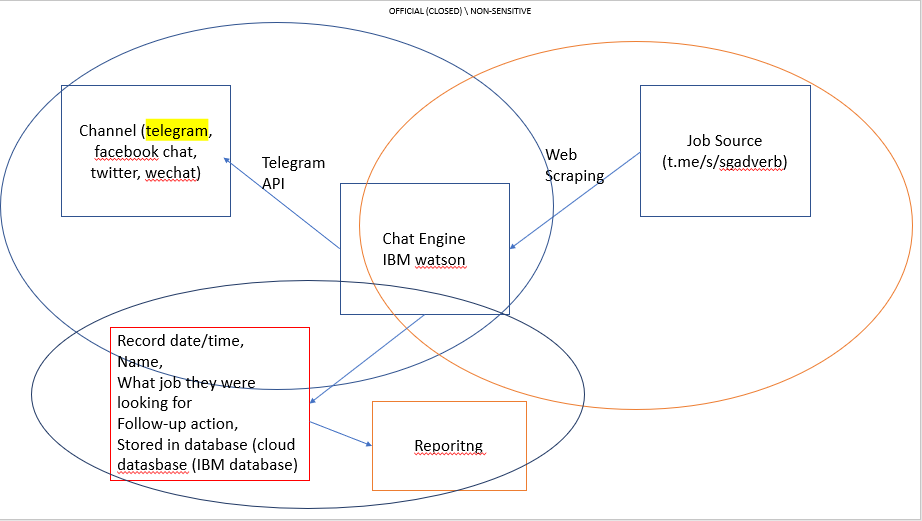 OFFICIAL (CLOSED) \ NON-SENSITIVE
Channel (telegram,
facebook chat,
twitter, wechat)
Telegram
API
Web
Scraping
Job Source
(t.me/s/sgadverb)
Chat Engine
IBM watson
Record date/time,
Name,
What job they were
looking for
Follow-up action,
Stored in database (cloud
datasbase (IBM database)
Reporitng